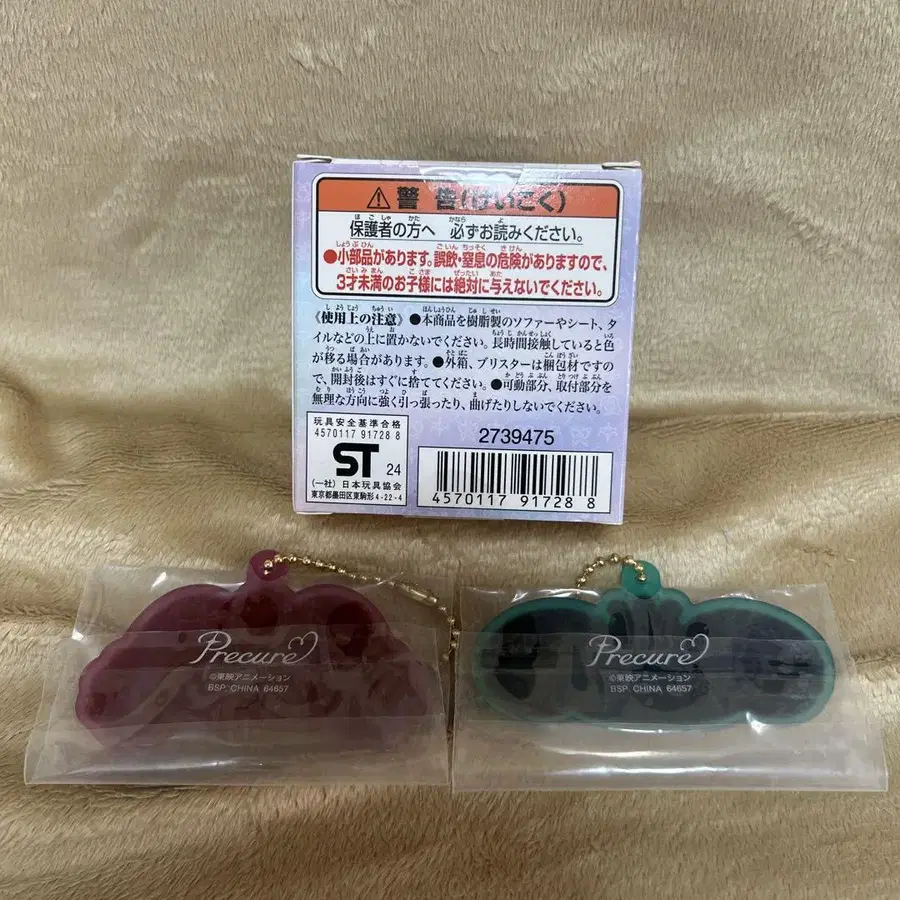 ⚠警告(けいこく)
保護者の方へ 必ずお読みください。
●小部品があります。誤飲・窒息の危険がありますので、
3才未満のお子様には絶対に与えないでください。
《使用上の注意》●本商品を樹脂製のソファーやシート、タ
イルなどの上に置かないでください。長時間接触していると色
が移る場合があります。●外箱、ブリスターは梱包材ですの
で、開封後はすぐに捨ててください。●可動部分、取付部分を
無理な方向に強く引っ張ったり、曲げたりしないでください。
玩具安全基準合格
4570117 91728 8
ST 24
(一社)日本玩具協会
東京都墨田区東駒形4-22-4
2739475
4570117 91728 8
Precure
©東映アニメーション
BSP. CHINA 64657
Precure
©東映アニメーション
BSP. CHINA 64657